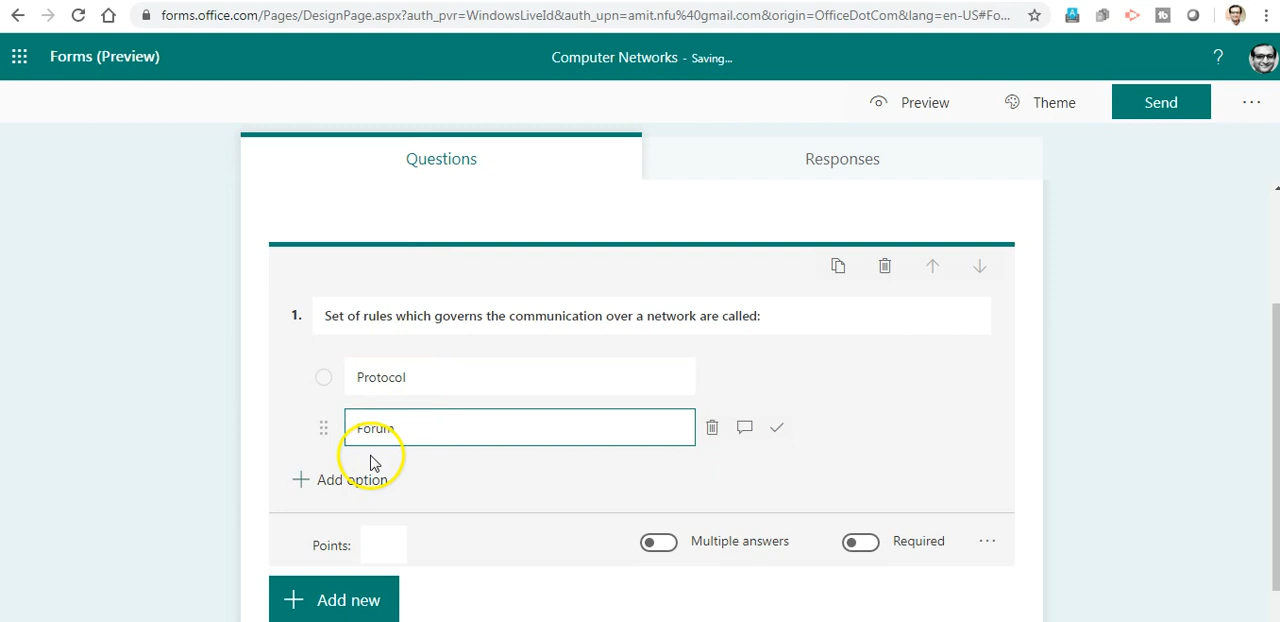 forms.office.com/Pages/DesignPage.aspx?auth_pvr=WindowsLiveId&auth_upn=amit.nfu%40gmail.com&origin=OfficeDotCom&lang=en-US#Fo...
Forms (Preview)
Computer Networks - Saving...
?
Preview
Theme
Send
...
Questions
Responses
1. Set of rules which governs the communication over a network are called:
Protocol
Forum
Add option
Points:
Multiple answers
Required
...
Add new